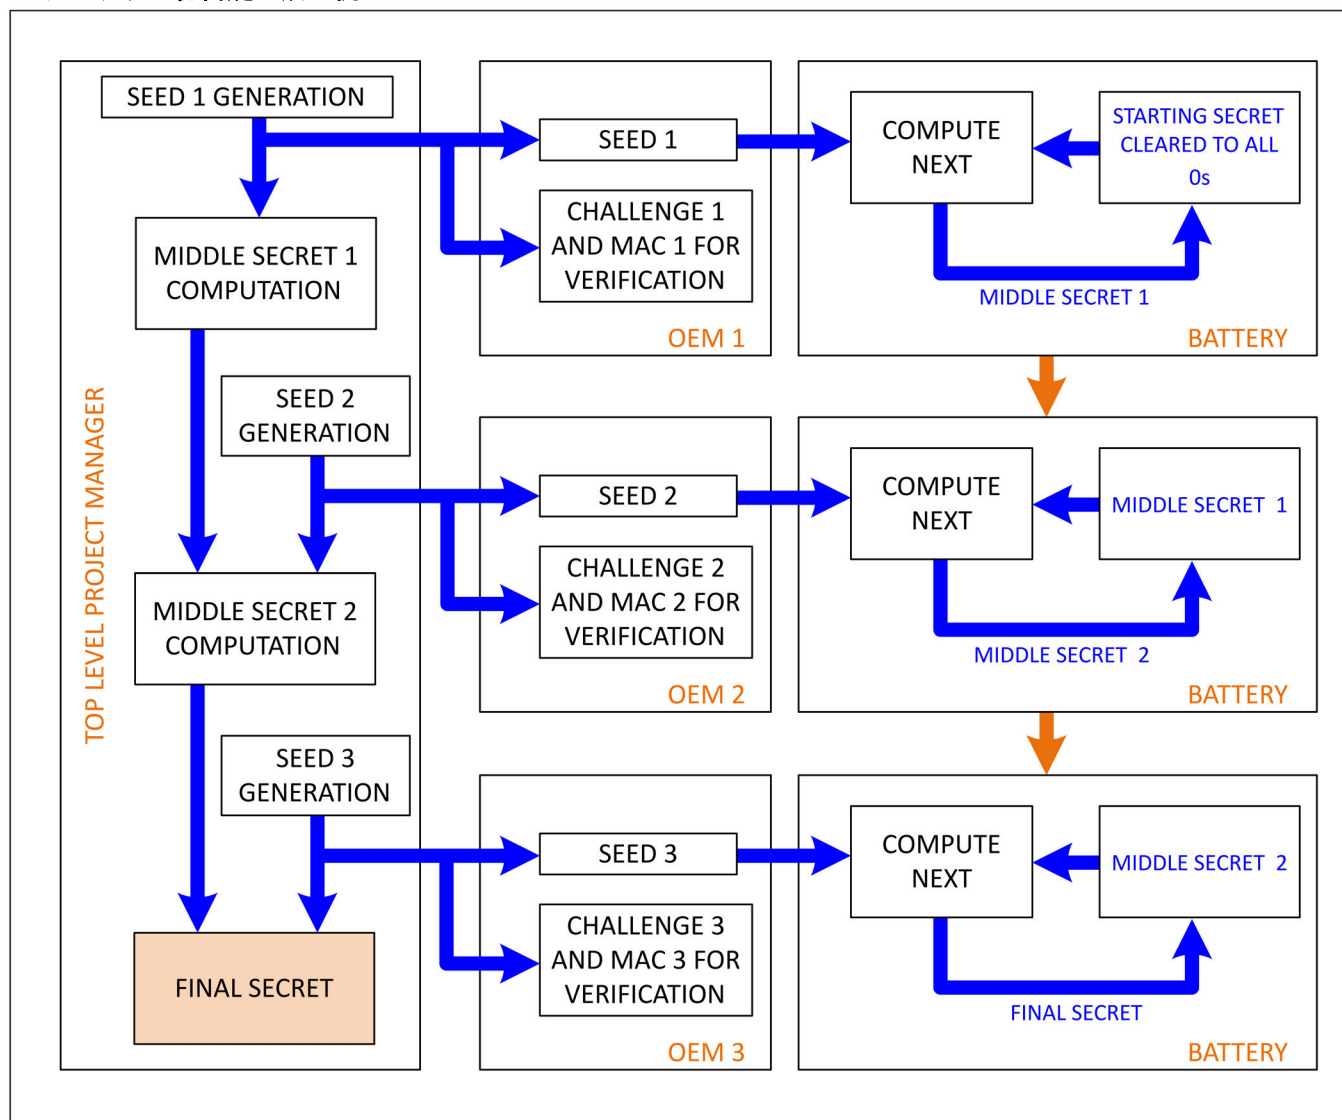 SEED 1 GENERATION
MIDDLE SECRET 1
COMPUTATION
SEED 2
GENERATION
MIDDLE SECRET 2
COMPUTATION
SEED 3
GENERATION
FINAL SECRET
TOP LEVEL PROJECT MANAGER
SEED 1
CHALLENGE 1
AND MAC 1 FOR
VERIFICATION
OEM 1
COMPUTE
NEXT
STARTING SECRET
CLEARED TO ALL
0s
MIDDLE SECRET 1
BATTERY
SEED 2
CHALLENGE 2
AND MAC 2 FOR
VERIFICATION
OEM 2
COMPUTE
NEXT
MIDDLE SECRET 1
MIDDLE SECRET 2
BATTERY
SEED 3
CHALLENGE 3
AND MAC 3 FOR
VERIFICATION
OEM 3
COMPUTE
NEXT
MIDDLE SECRET 2
FINAL SECRET
BATTERY